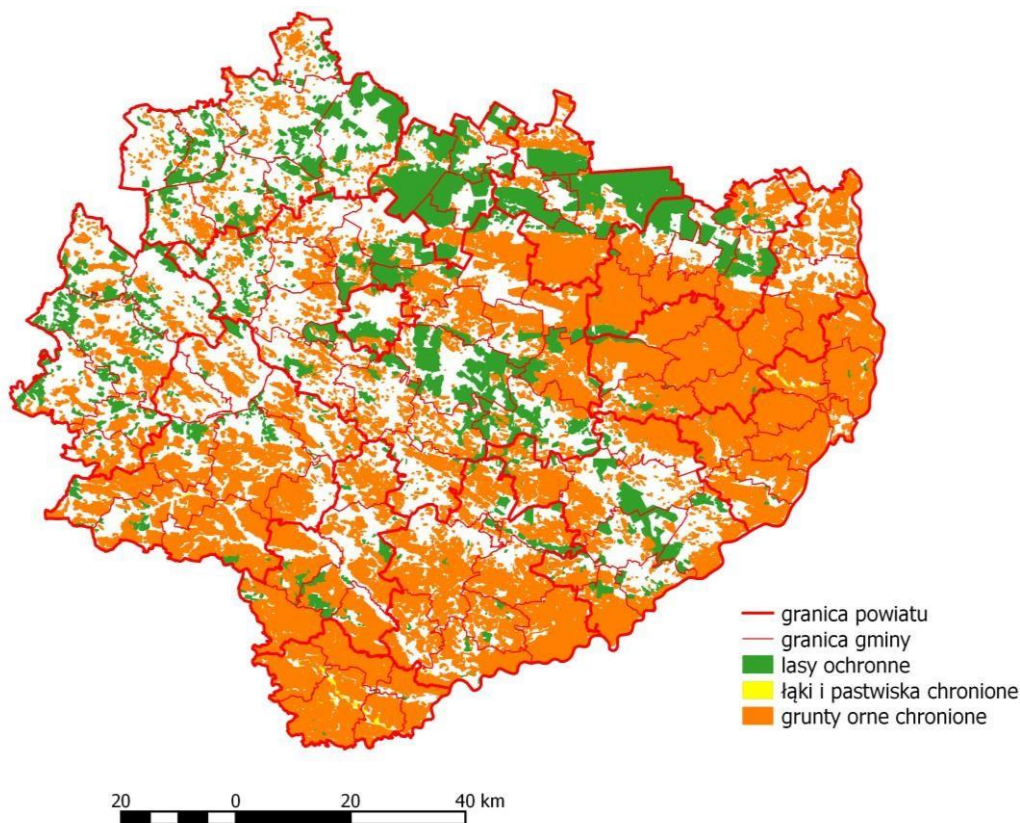 granica powiatu
granica gminy
lasy ochronne
łąki i pastwiska chronione
grunty orne chronione
20 0 20 40 km